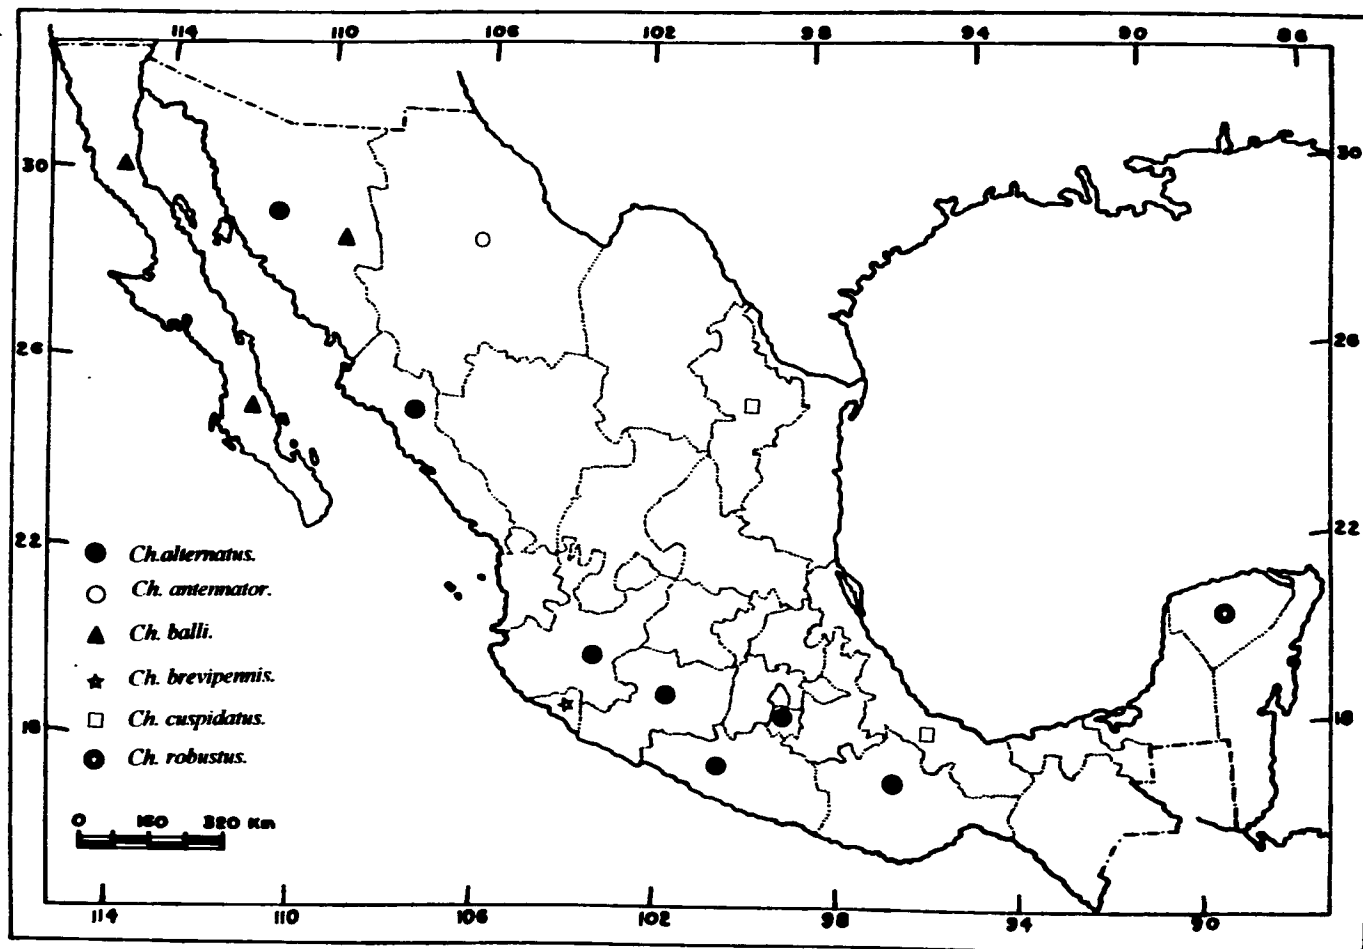 114 110 106 102 98 94 90 86
30 30
26 26
22 22
Ch.alternatus.
Ch. antennator.
Ch. balli.
Ch. brevipennis.
Ch. cuspidatus.
18 18
Ch. robustus.
0 160 320 Km
114 110 106 102 98 94 90